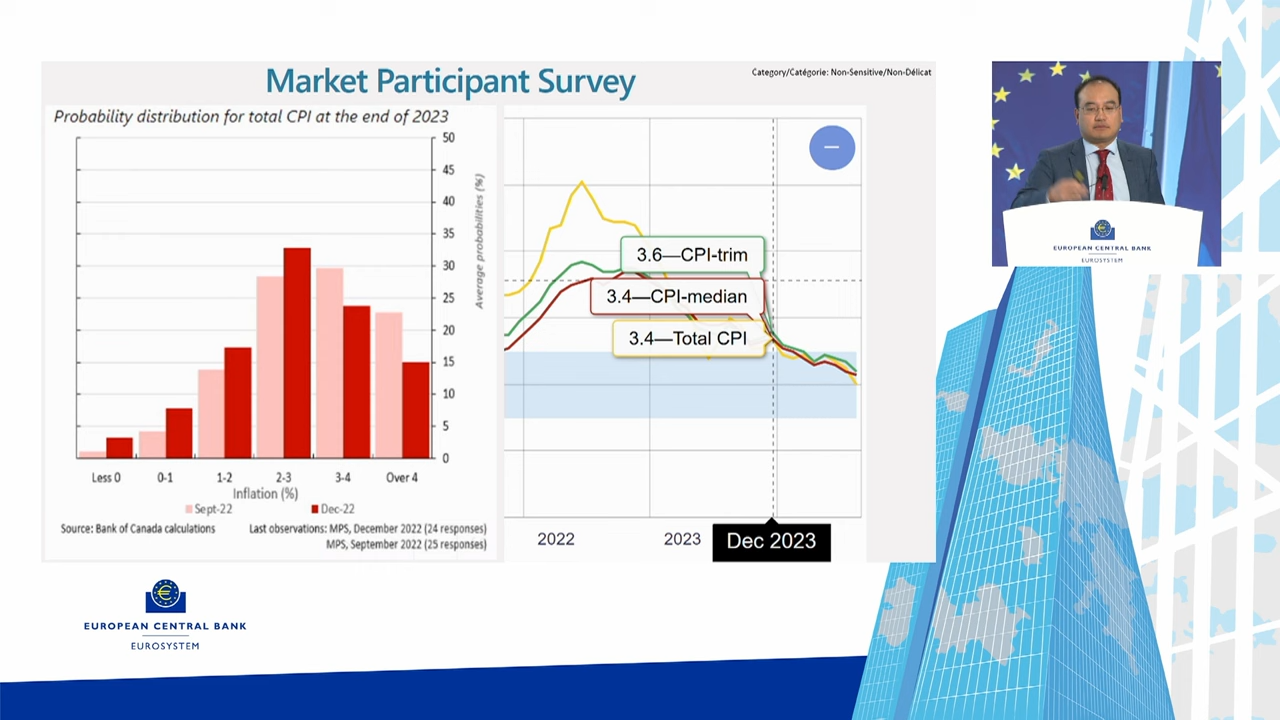 Market Participant Survey
Category/Catégorie: Non-Sensitive/Non-Délicat
Probability distribution for total CPI at the end of 2023
50
45
40
35
30
25
20
15
10
5
0
Average probabilities (%)
Less 0 0-1 1-2 2-3 3-4 Over 4
Inflation (%)
Sept-22 Dec-22
Source: Bank of Canada calculations
Last observations: MPS, December 2022 (24 responses)
MPS, September 2022 (25 responses)
3.6—CPI-trim
3.4—CPI-median
3.4—Total CPI
2022 2023 Dec 2023
EUROPEAN CENTRAL BANK
EUROSYSTEM
EUROPEAN CENTRAL BANK
EUROSYSTEM